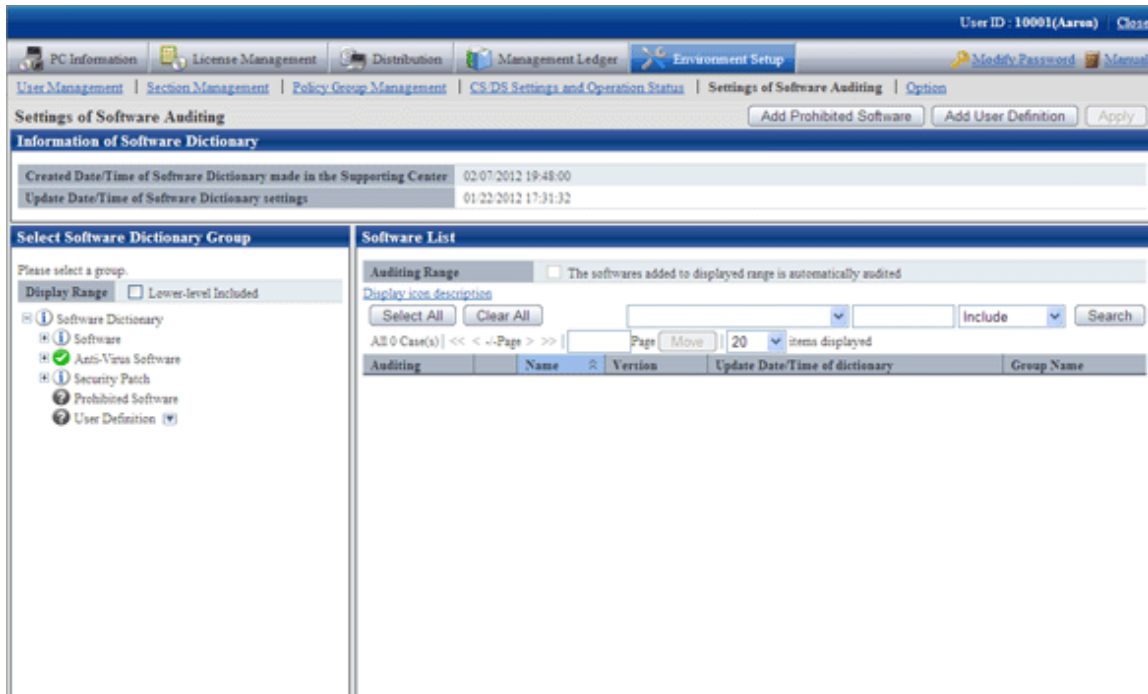 User ID : 10001(Aaron) Close
PC Information License Management Distribution Management Ledger Environment Setup Modify Password Manual
User Management | Section Management | Policy Group Management | CS/DS Settings and Operation Status | Settings of Software Auditing | Option
Settings of Software Auditing Add Prohibited Software Add User Definition Apply
Information of Software Dictionary
Created Date/Time of Software Dictionary made in the Supporting Center 02/07/2012 19:48:00
Update Date/Time of Software Dictionary settings 01/22/2012 17:31:32
Select Software Dictionary Group
Please select a group.
Display Range Lower-level Included
Software Dictionary
Software
Anti-Virus Software
Security Patch
Prohibited Software
User Definition
Software List
Auditing Range The softwares added to displayed range is automatically audited
Display icon description
Select All Clear All Include Search
All 0 Case(s) | << < -/-Page > >> | Page Move | 20 items displayed
Auditing Name Version Update Date/Time of dictionary Group Name